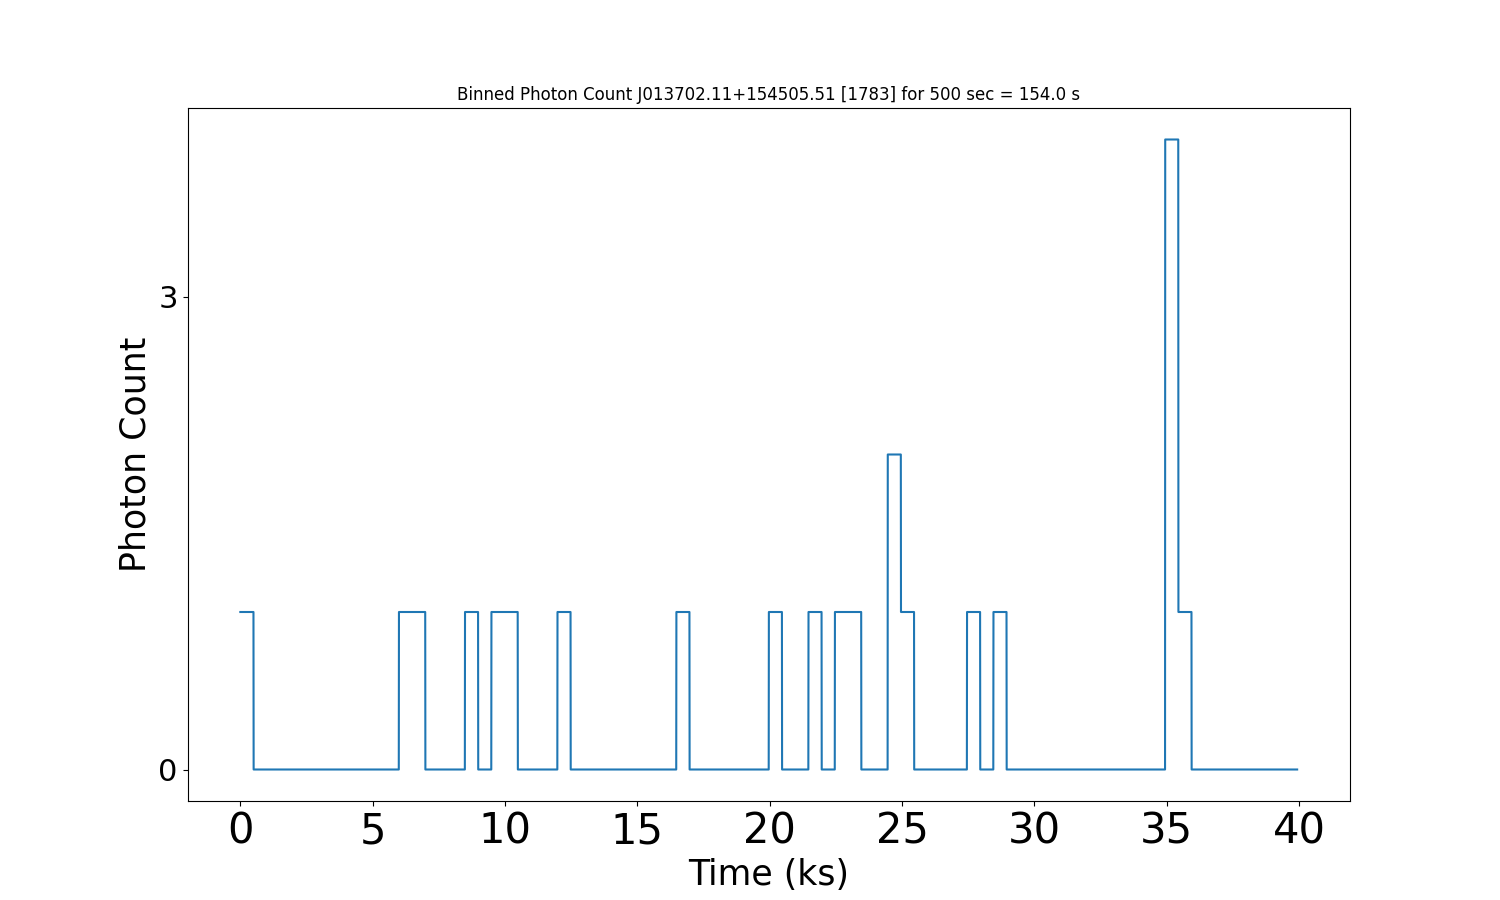 Binned Photon Count J013702.11+154505.51 [1783] for 500 sec = 154.0 s
Photon Count
3
0
0 5 10 15 20 25 30 35 40
Time (ks)